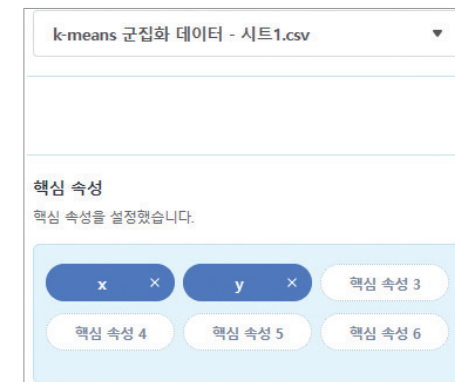 k-means 군집화 데이터 - 시트1.csv
핵심 속성
핵심 속성을 설정했습니다.
x × y × 핵심 속성 3
핵심 속성 4 핵심 속성 5 핵심 속성 6